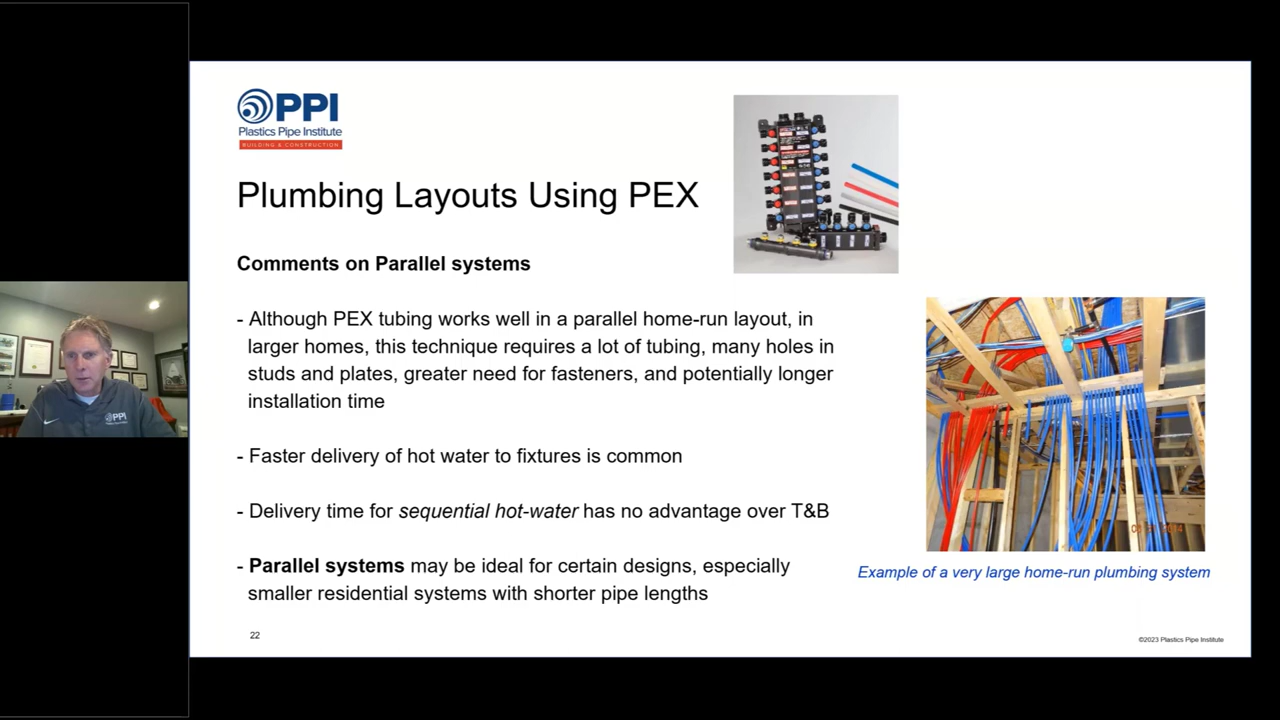 PPI
Plastics Pipe Institute
BUILDING & CONSTRUCTION
Plumbing Layouts Using PEX
Comments on Parallel systems
- Although PEX tubing works well in a parallel home-run layout, in
larger homes, this technique requires a lot of tubing, many holes in
studs and plates, greater need for fasteners, and potentially longer
installation time
- Faster delivery of hot water to fixtures is common
- Delivery time for sequential hot-water has no advantage over T&B
- Parallel systems may be ideal for certain designs, especially
smaller residential systems with shorter pipe lengths
Example of a very large home-run plumbing system
22
©2023 Plastics Pipe Institute
PPI